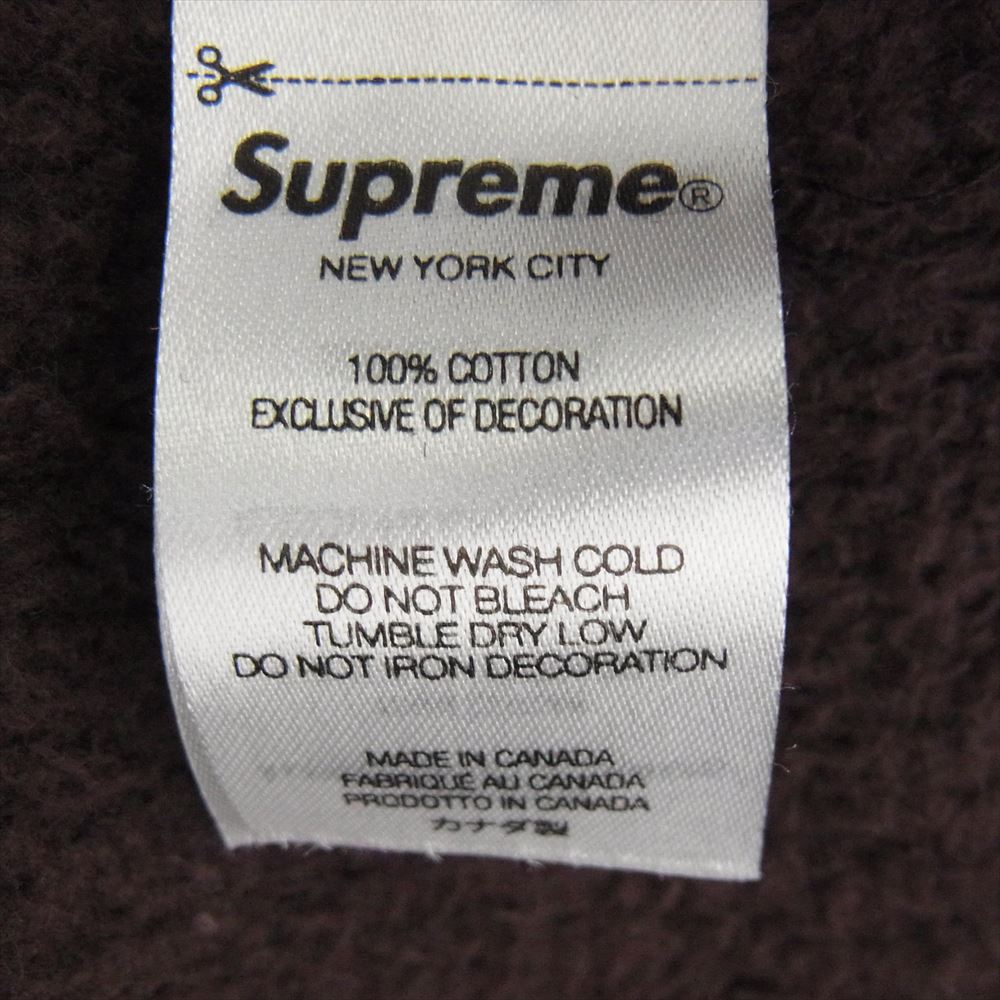 Supreme®
NEW YORK CITY
100% COTTON
EXCLUSIVE OF DECORATION
MACHINE WASH COLD
DO NOT BLEACH
TUMBLE DRY LOW
DO NOT IRON DECORATION
MADE IN CANADA
FABRIQUÉ AU CANADA
PRODOTTO IN CANADA
カナダ製